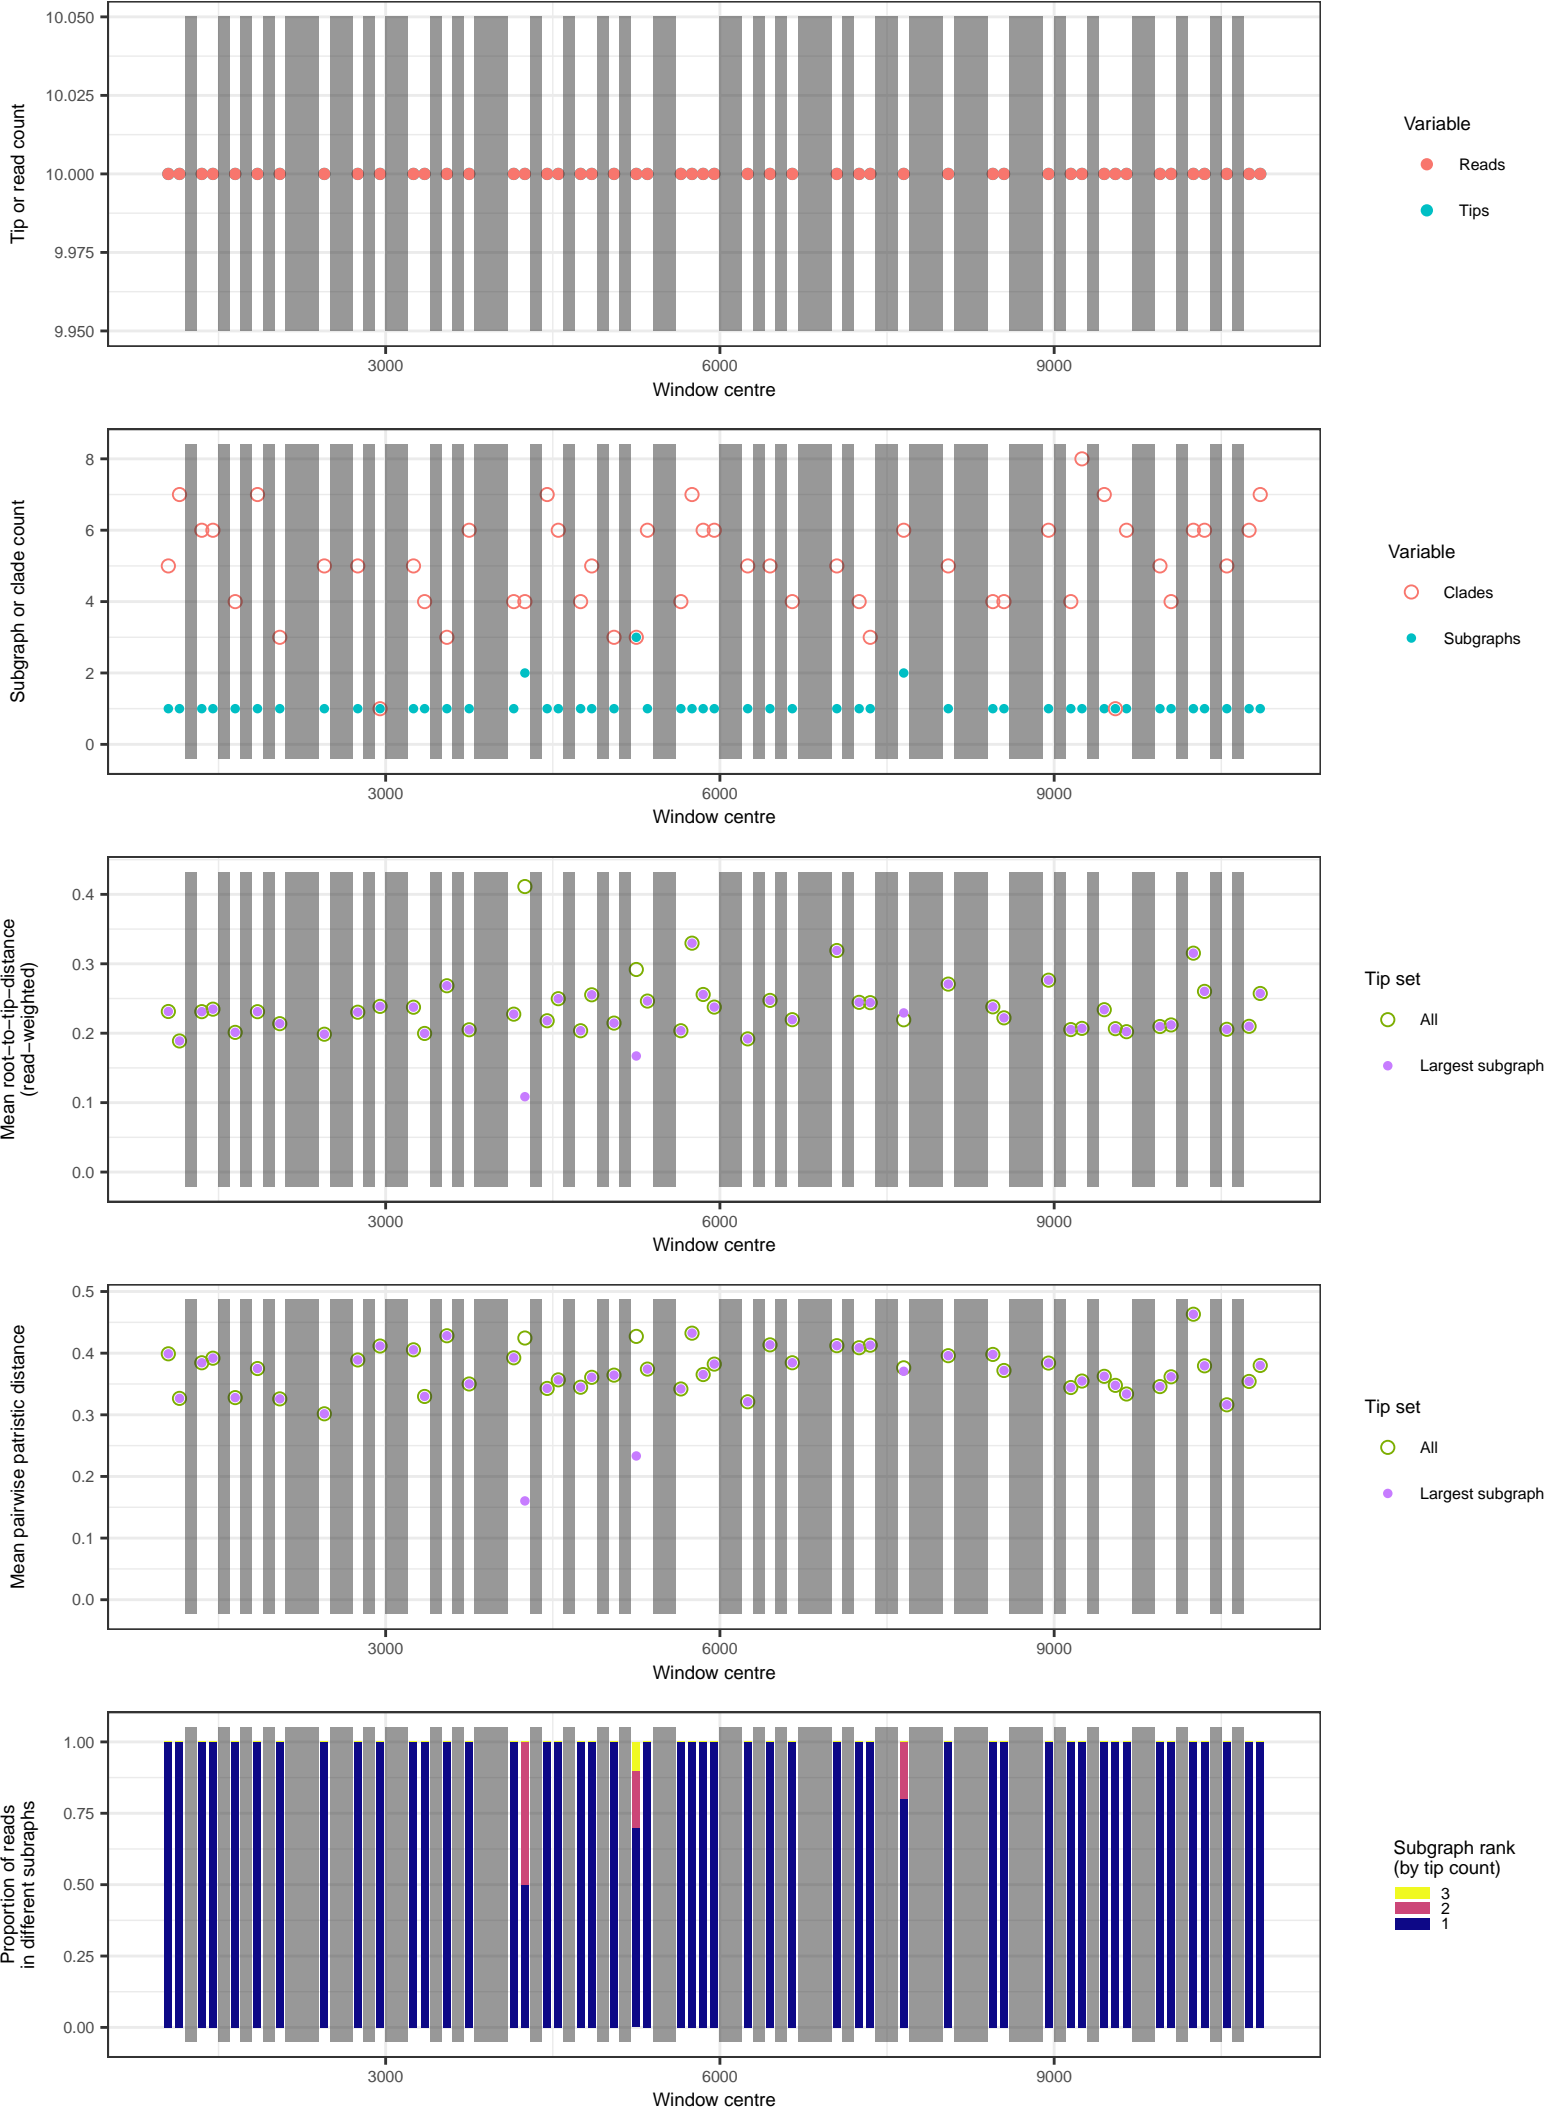 10.050
10.025
10.000
9.975
9.950
Tip or read count
3000
6000
9000
Window centre
Variable
Reads
Tips
8
6
4
2
0
Subgraph or clade count
3000
6000
9000
Window centre
Variable
Clades
Subgraphs
0.4
0.3
0.2
0.1
0.0
Mean root−to−tip−distance
(read−weighted)
3000
6000
9000
Window centre
Tip set
All
Largest subgraph
0.5
0.4
0.3
0.2
0.1
0.0
Mean pairwise patristic distance
3000
6000
9000
Window centre
Tip set
All
Largest subgraph
1.00
0.75
0.50
0.25
0.00
Proportion of reads
in different subraphs
3000
6000
9000
Window centre
Subgraph rank
(by tip count)
3
2
1